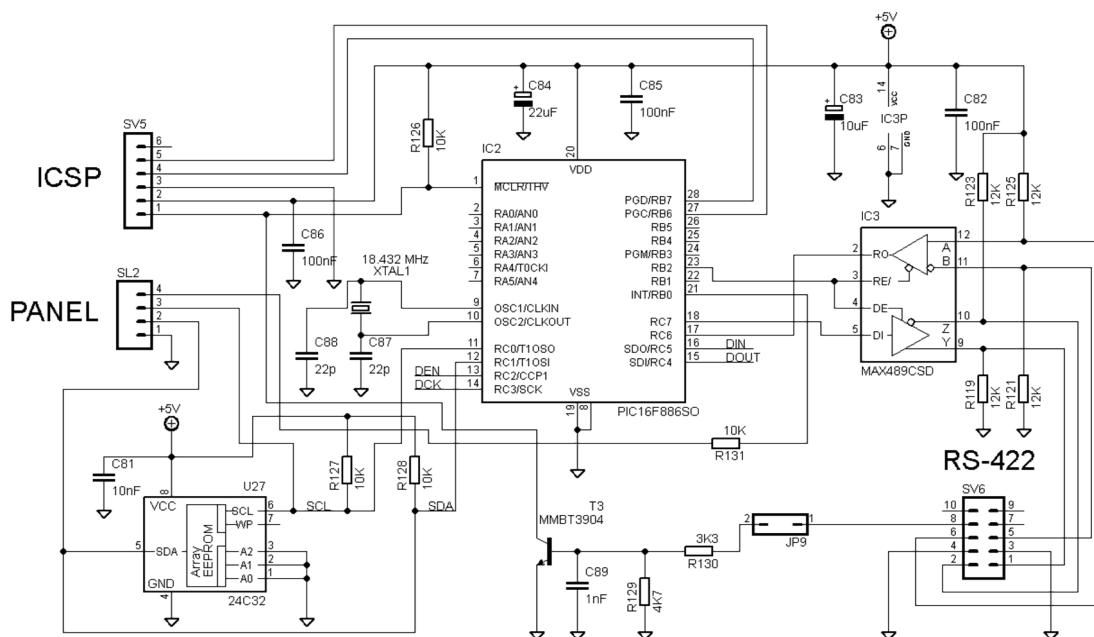 +5V
C84
22uF
C85
100nF
C83
10uF
14
VCC
IC3P
GND
6
7
C82
100nF
SV5
6
5
4
3
2
1
ICSP
R126
10K
IC2
20
VDD
R123
12K
R125
12K
1
MCLR/THV
PGD/RB7
28
2
RA0/AN0
PGC/RB6
27
3
RA1/AN1
RB5
26
4
RA2/AN2
RB4
25
5
RA3/AN3
PGM/RB3
24
6
RA4/T0CKI
RB2
23
7
RA5/AN4
RB1
22
INT/RB0
21
9
OSC1/CLKIN
10
OSC2/CLKOUT
RC7
18
RC6
17
11
RC0/T1OSO
SDO/RC5
16
DIN
12
RC1/T1OSI
SDI/RC4
15
DOUT
DEN
13
RC2/CCP1
DCK
14
RC3/SCK
VSS
19
8
PIC16F886SO
IC3
2
RO
12
A
B
11
3
RE/
4
DE
10
Z
5
DI
Y
9
MAX489CSD
C86
100nF
18.432 MHz
XTAL1
SL2
4
3
2
1
PANEL
C88
22p
C87
22p
R119
12K
R121
12K
+5V
10K
R131
RS-422
C81
10nF
R127
10K
R128
10K
8
VCC
U27
SCL
6
SCL
SDA
WP
7
5
SDA
Array
EEPROM
A2
3
A1
2
A0
1
GND
4
24C32
T3
MMBT3904
2
1
JP9
3K3
R130
C89
1nF
R129
4K7
SV6
10
9
8
7
6
5
4
3
2
1